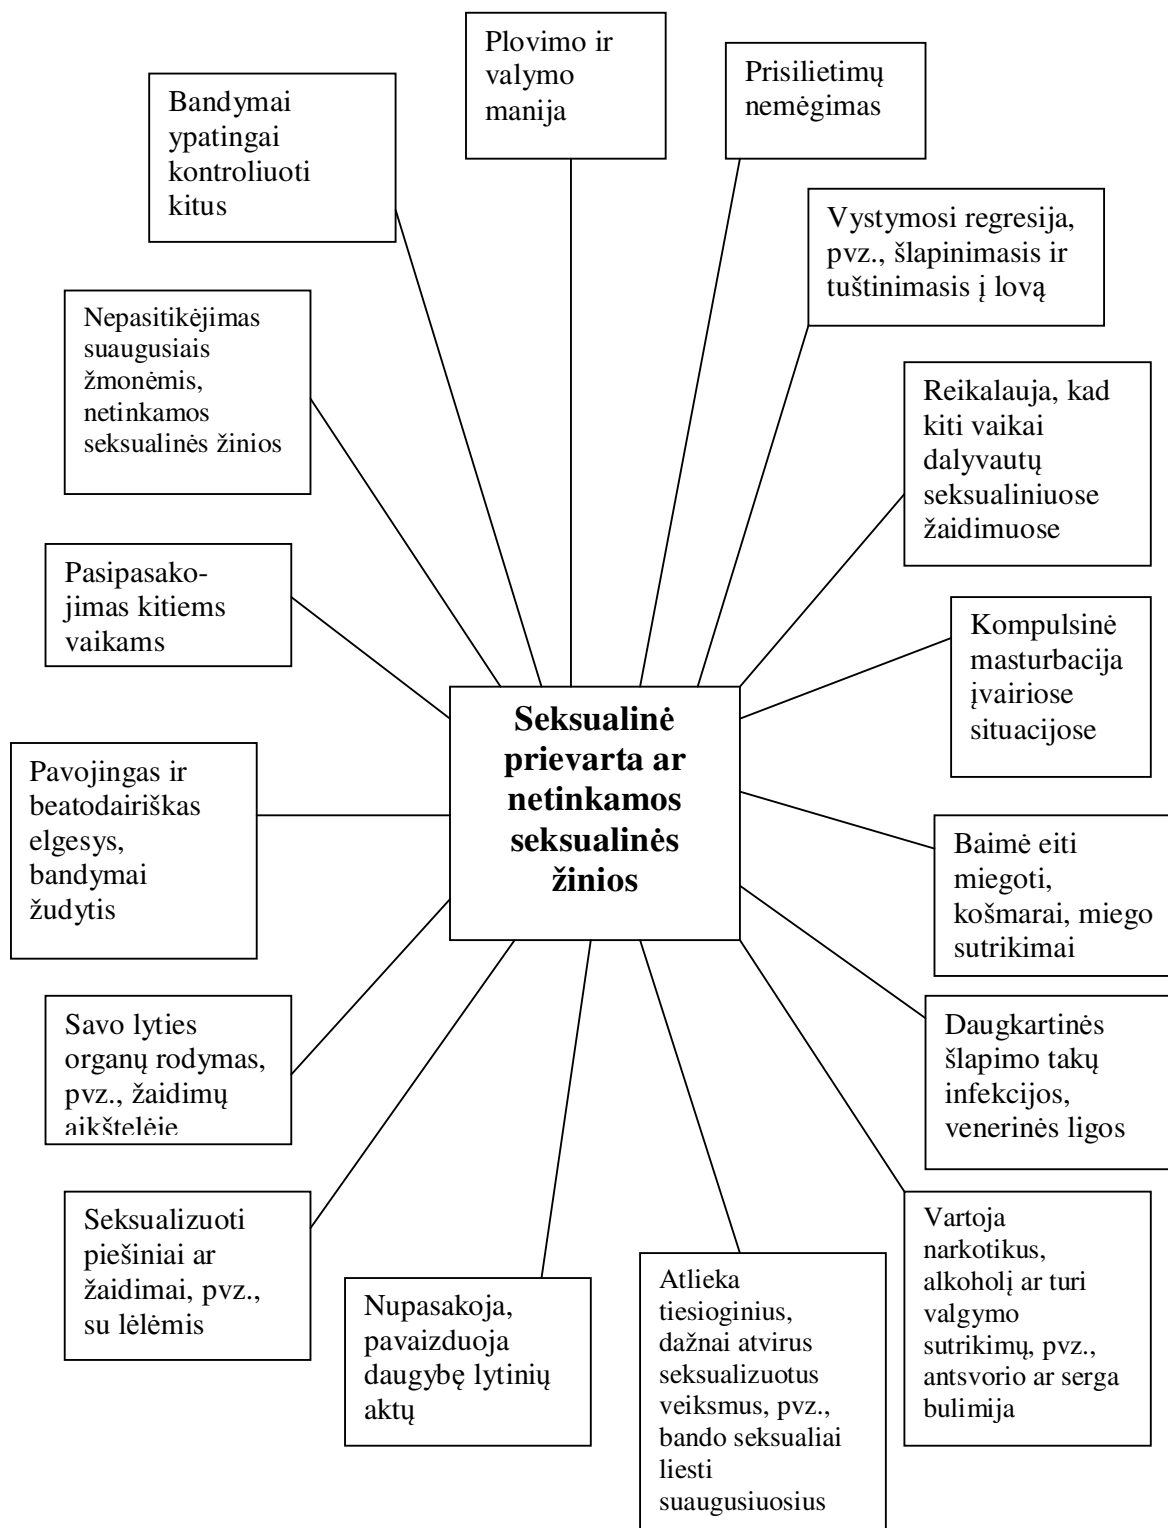 Plovimo ir
valymo
manija
Prisilietimų
nemėgimas
Bandymai
ypatingai
kontroliuoti
kitus
Vystymosi regresija,
pvz., šlapinimasis ir
tuštinimasis į lovą
Nepasitikėjimas
suaugusiais
žmonėmis,
netinkamos
seksualinės žinios
Reikalauja, kad
kiti vaikai
dalyvautų
seksualiniuose
žaidimuose
Pasipasako-
jimas kitiems
vaikams
Kompulsinė
masturbacija
įvairiose
situacijose
Seksualinė
prievarta ar
netinkamos
seksualinės
žinios
Pavojingas ir
beatodairiškas
elgesys,
bandymai
žudytis
Baimė eiti
miegoti,
košmarai, miego
sutrikimai
Savo lyties
organų rodymas,
pvz., žaidimų
aikštelėje
Daugkartinės
šlapimo takų
infekcijos,
venerinės ligos
Seksualizuoti
piešiniai ar
žaidimai, pvz.,
su lėlėmis
Nupasakoja,
pavaizduoja
daugybę lytinių
aktų
Atlieka
tiesioginius,
dažnai atvirus
seksualizuotus
veiksmus, pvz.,
bando seksualiai
liesti
suaugusiuosius
Vartoja
narkotikus,
alkoholį ar turi
valgymo
sutrikimų, pvz.,
antsvorio ar serga
bulimija